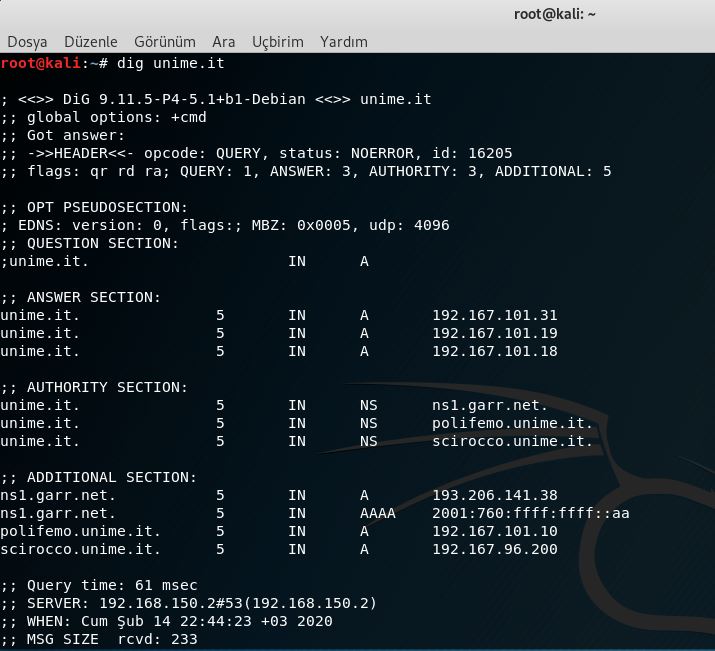 root@kali: ~
Dosya Düzenle Görünüm Ara Uçbirim Yardım
root@kali:~# dig unime.it

; <<>> DiG 9.11.5-P4-5.1+b1-Debian <<>> unime.it
;; global options: +cmd
;; Got answer:
;; ->>HEADER<<- opcode: QUERY, status: NOERROR, id: 16205
;; flags: qr rd ra; QUERY: 1, ANSWER: 3, AUTHORITY: 3, ADDITIONAL: 5

;; OPT PSEUDOSECTION:
; EDNS: version: 0, flags:; MBZ: 0x0005, udp: 4096
;; QUESTION SECTION:
;unime.it.                      IN      A

;; ANSWER SECTION:
unime.it.               5       IN      A       192.167.101.31
unime.it.               5       IN      A       192.167.101.19
unime.it.               5       IN      A       192.167.101.18

;; AUTHORITY SECTION:
unime.it.               5       IN      NS      ns1.garr.net.
unime.it.               5       IN      NS      polifemo.unime.it.
unime.it.               5       IN      NS      scirocco.unime.it.

;; ADDITIONAL SECTION:
ns1.garr.net.           5       IN      A       193.206.141.38
ns1.garr.net.           5       IN      AAAA    2001:760:ffff:ffff::aa
polifemo.unime.it.      5       IN      A       192.167.101.10
scirocco.unime.it.      5       IN      A       192.167.96.200

;; Query time: 61 msec
;; SERVER: 192.168.150.2#53(192.168.150.2)
;; WHEN: Cum Şub 14 22:44:23 +03 2020
;; MSG SIZE  rcvd: 233